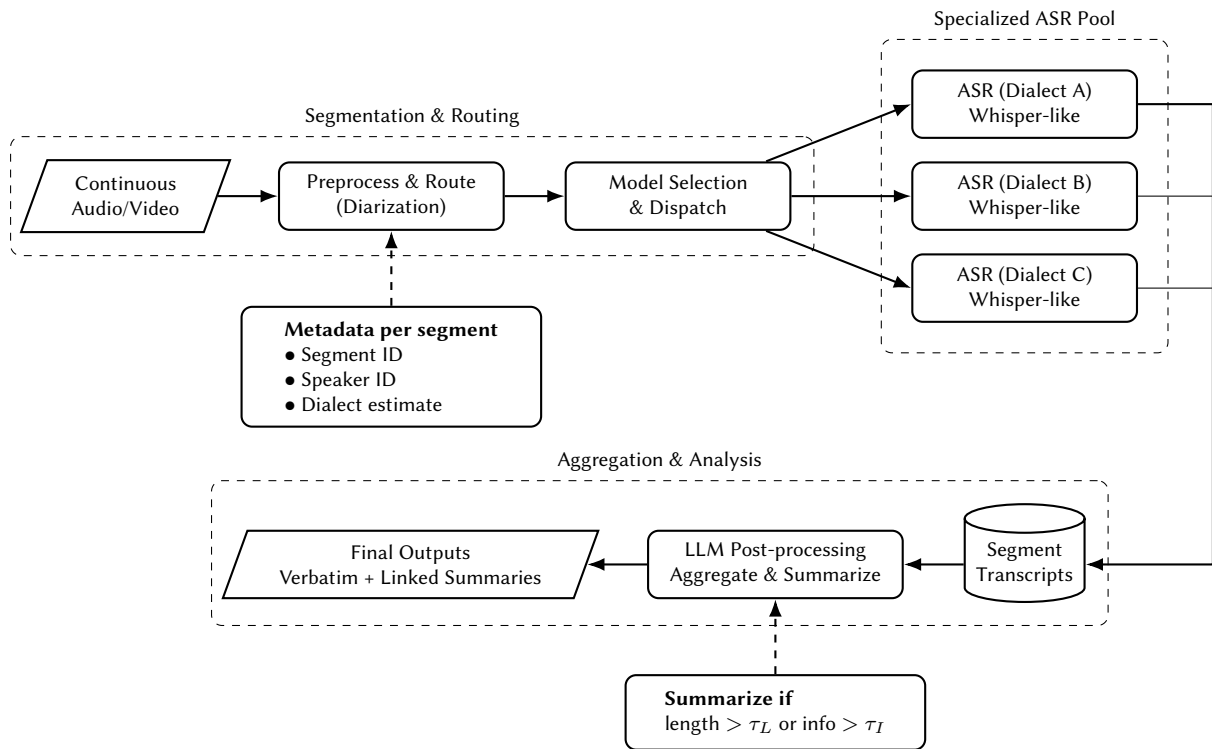 Specialized ASR Pool
ASR (Dialect A)
Whisper-like
Segmentation & Routing
Continuous
Audio/Video
Preprocess & Route
(Diarization)
Model Selection
& Dispatch
ASR (Dialect B)
Whisper-like
ASR (Dialect C)
Whisper-like
Metadata per segment
● Segment ID
● Speaker ID
● Dialect estimate
Aggregation & Analysis
Final Outputs
Verbatim + Linked Summaries
LLM Post-processing
Aggregate & Summarize
Segment
Transcripts
Summarize if
length > τ_L or info > τ_I